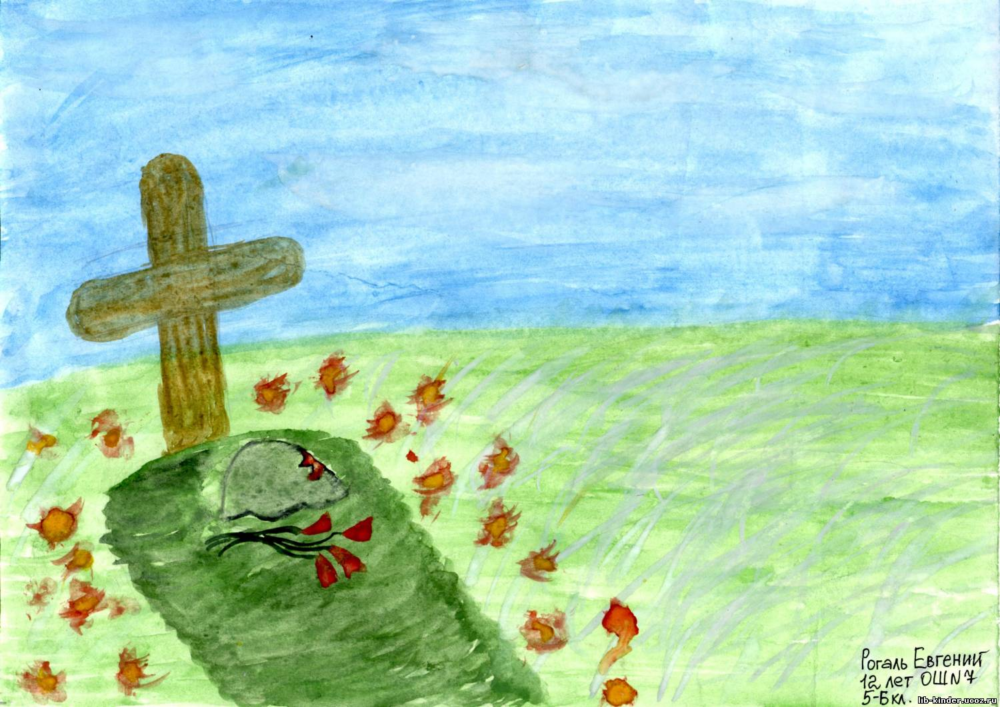 Рогаль Евгений
12 лет ОШN7
5-Б кл.
lib-kinder.ucoz.ru